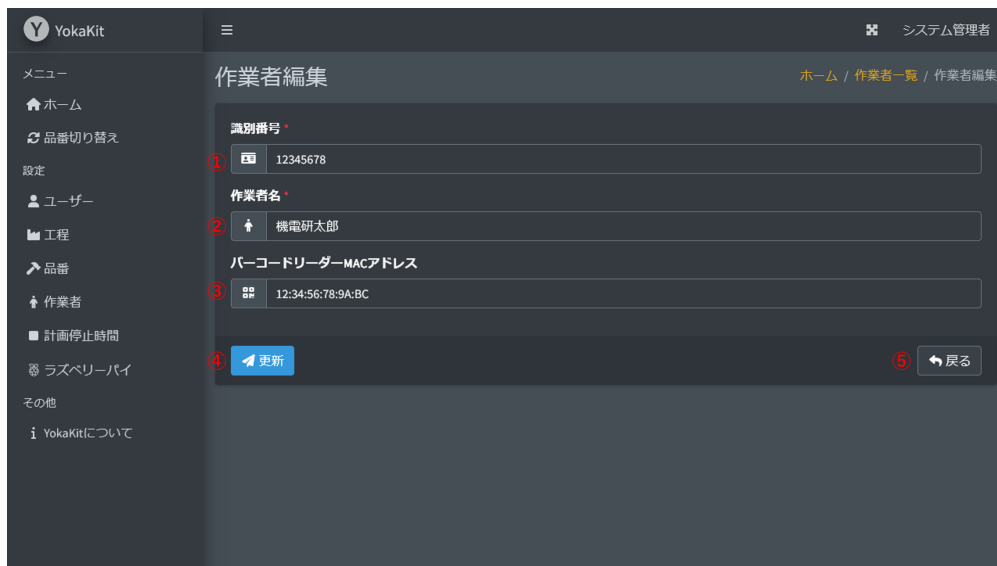 Y YokaKit
システム管理者
メニュー
ホーム
品番切り替え
設定
ユーザー
工程
品番
作業者
計画停止時間
ラズベリーパイ
その他
i YokaKitについて
作業者編集
ホーム / 作業者一覧 / 作業者編集
識別番号 *
① 12345678
作業者名 *
② 機電研太郎
バーコードリーダーMACアドレス
③ 12:34:56:78:9A:BC
④ 更新
⑤ 戻る